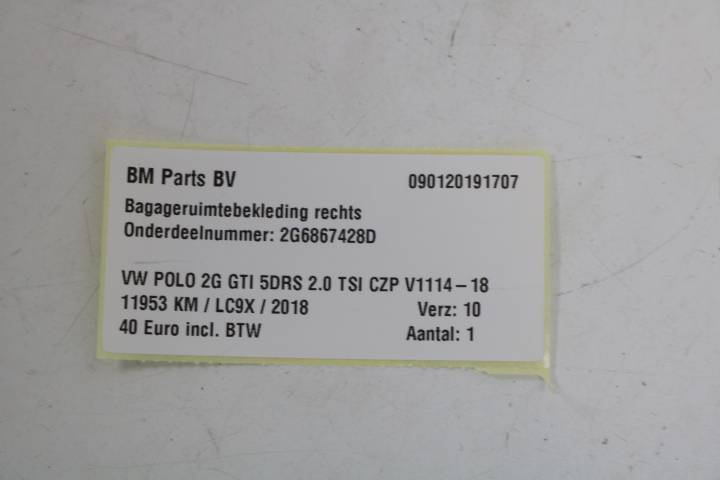 BM Parts BV 090120191707
Bagageruimtebekleding rechts
Onderdeelnummer: 2G6867428D
VW POLO 2G GTI 5DRS 2.0 TSI CZP V1114-18
11953 KM / LC9X / 2018 Verz: 10
40 Euro incl. BTW Aantal: 1